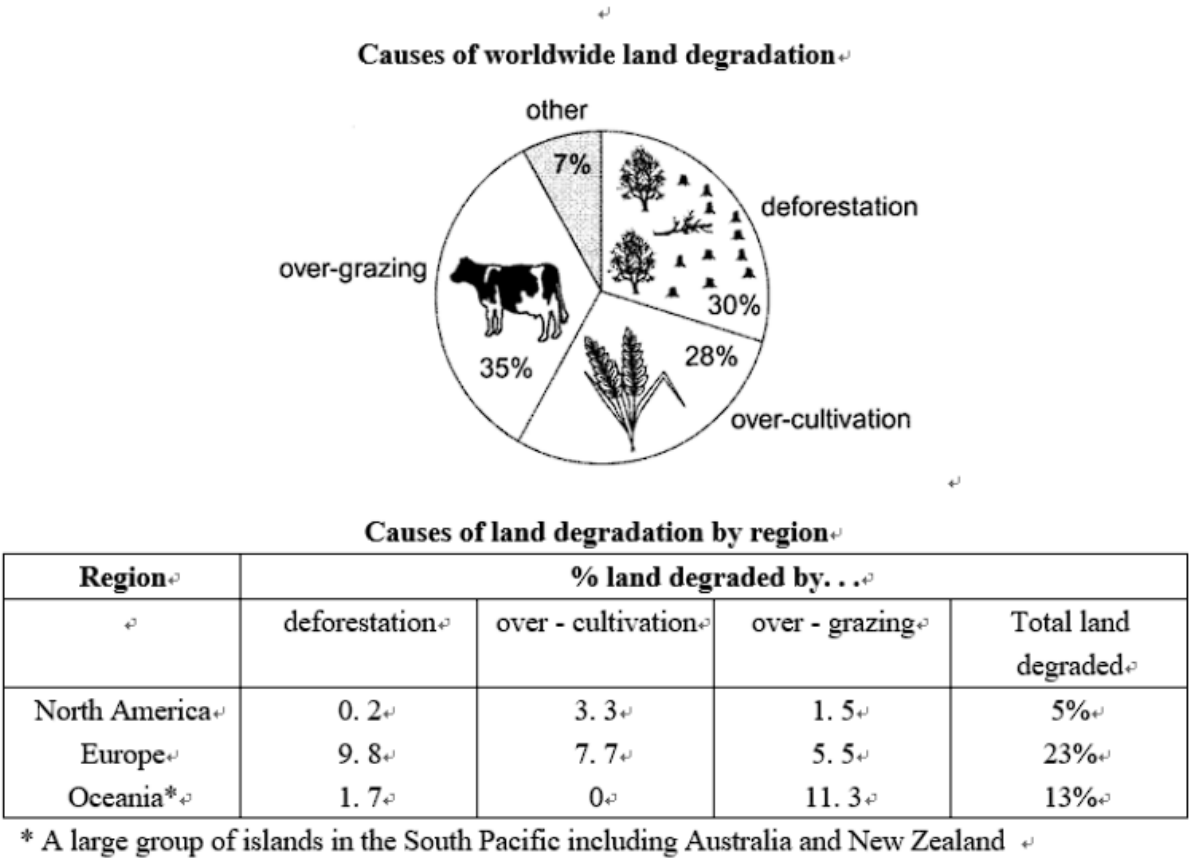 Causes of worldwide land degradation
other
7%
deforestation
over-grazing
30%
28%
35%
over-cultivation
Causes of land degradation by region
Region % land degraded by. . .
deforestation over - cultivation over - grazing Total land
degraded
North America 0. 2 3. 3 1. 5 5%
Europe 9. 8 7. 7 5. 5 23%
Oceania* 1. 7 0 11. 3 13%
* A large group of islands in the South Pacific including Australia and New Zealand